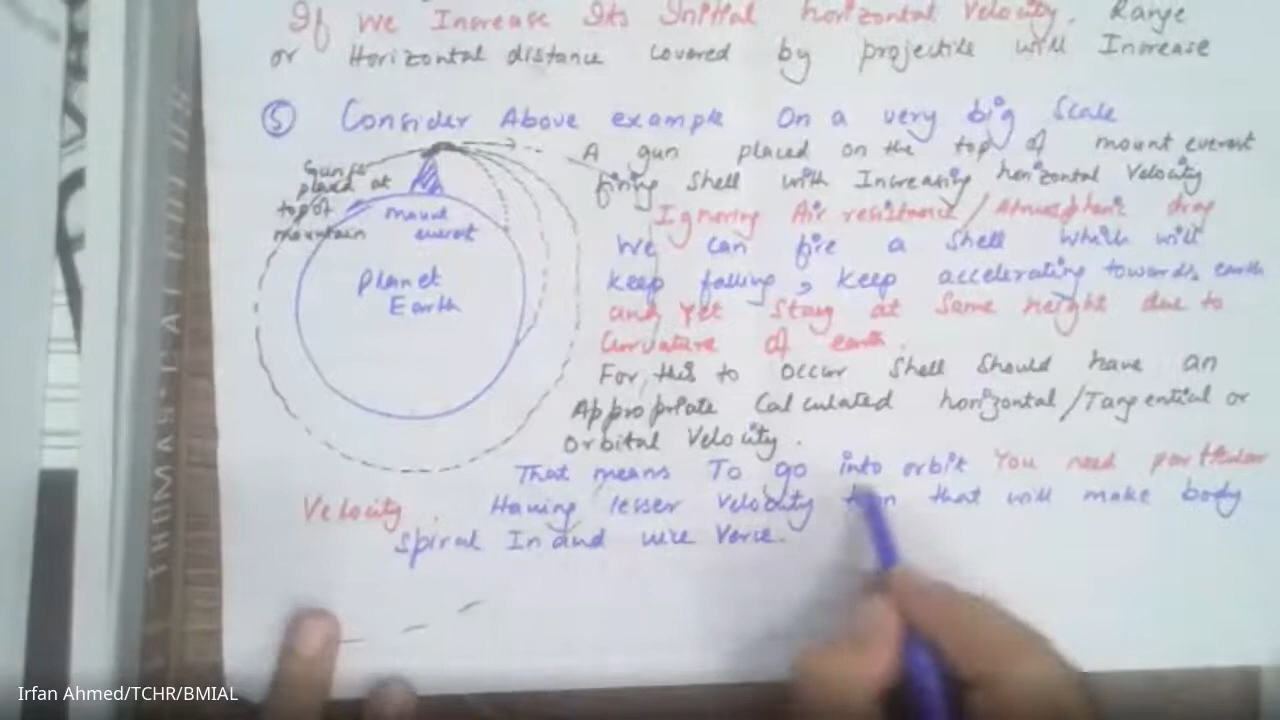 If we Increase Its Initial horizontal Velocity. Range
or Horizontal distance covered by projectile will Increase
⑤ Consider Above example On a very big Scale
Gun is placed at top of mountain
mount everest
Planet Earth
A gun placed on the top of mount everest
firing Shell with Increasing horizontal Velocity
Ignoring Air resistance/Atmospheric drag
We can fire a Shell which will
keep falling, keep accelerating towards earth
and yet Stay at Same height due to
Curvature of earth.
For this to occur Shell Should have an
Appropriate Calculated horizontal/Tangential or
Orbital Velocity.
That means To go into orbit You need particular
Velocity. Having lesser velocity than that will make body
Spiral In and vice verce.
THOMAS
Irfan Ahmed/TCHR/BMIAL